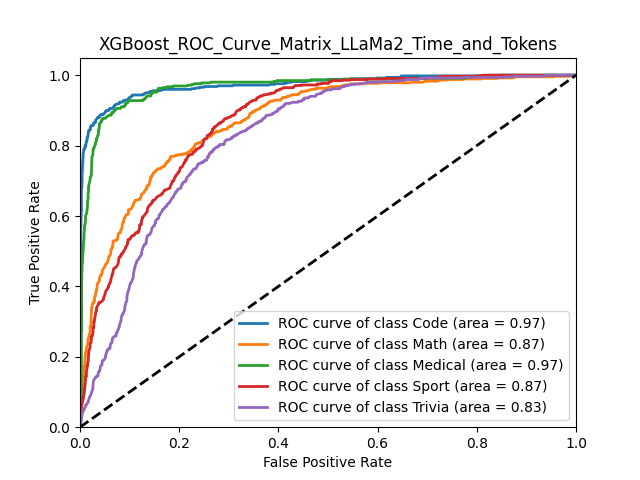 XGBoost_ROC_Curve_Matrix_LLaMa2_Time_and_Tokens
True Positive Rate
1.0
0.8
0.6
0.4
0.2
0.0
ROC curve of class Code (area = 0.97)
ROC curve of class Math (area = 0.87)
ROC curve of class Medical (area = 0.97)
ROC curve of class Sport (area = 0.87)
ROC curve of class Trivia (area = 0.83)
0.0 0.2 0.4 0.6 0.8 1.0
False Positive Rate